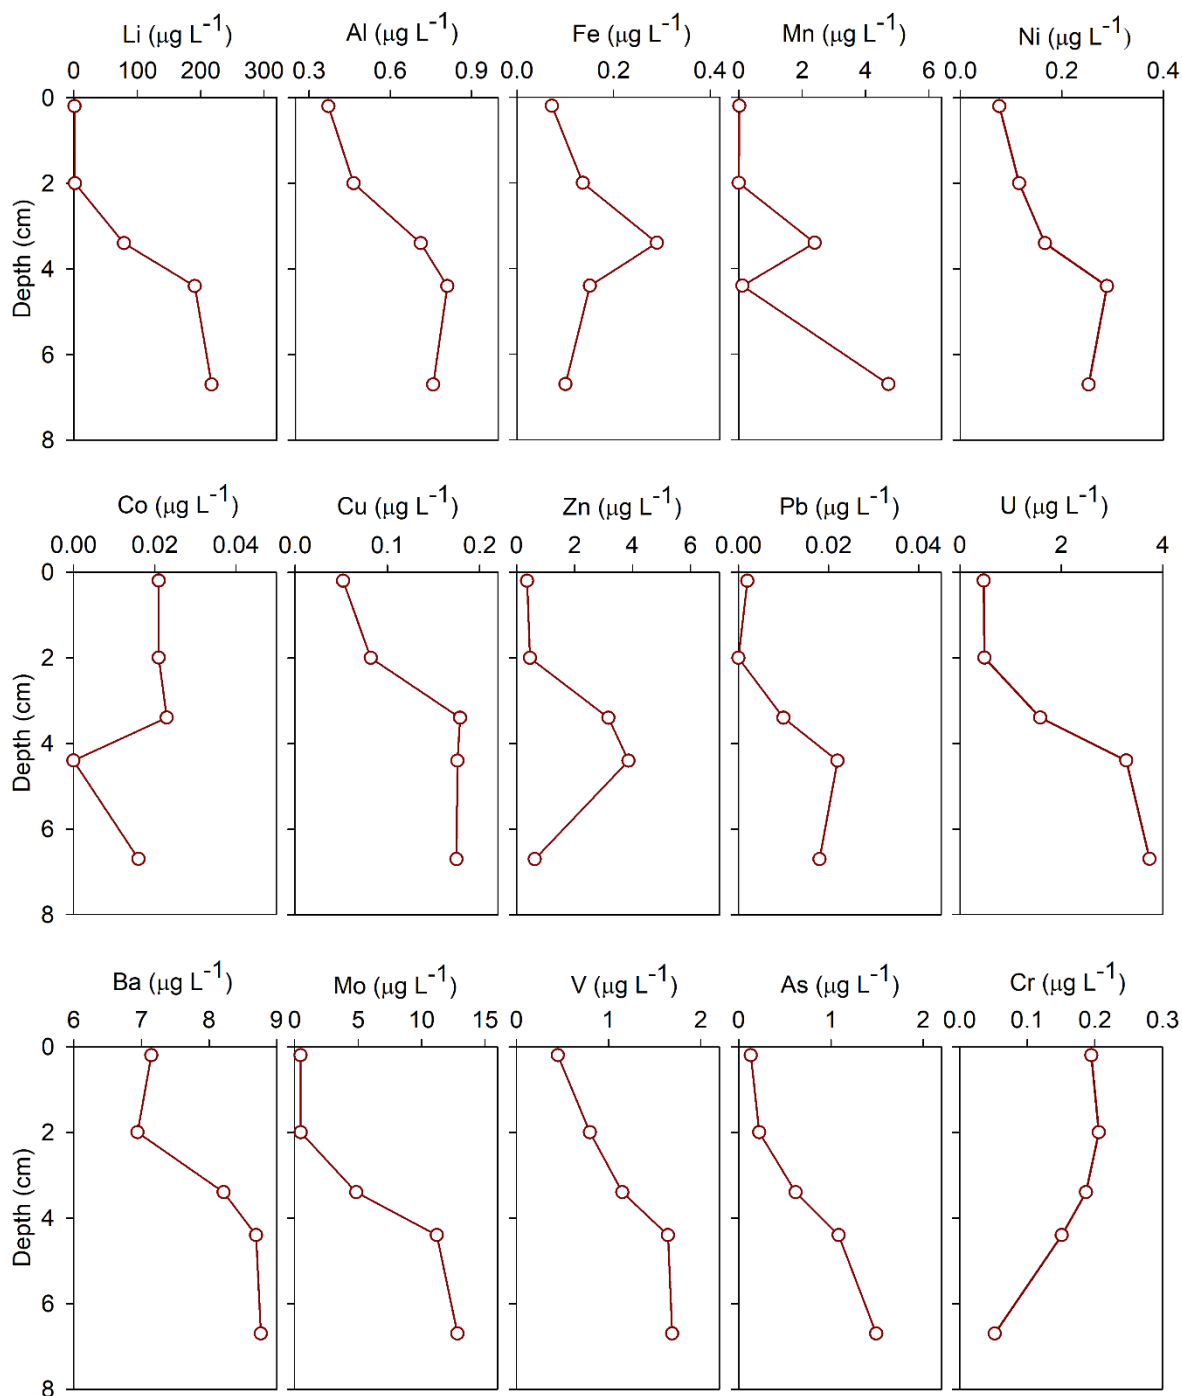 Li (μg L⁻¹) Al (μg L⁻¹) Fe (μg L⁻¹) Mn (μg L⁻¹) Ni (μg L⁻¹)
0 100 200 300 0.3 0.6 0.9 0.0 0.2 0.4 0 2 4 6 0.0 0.2 0.4
0
2
4
6
8
Depth (cm)
Co (μg L⁻¹) Cu (μg L⁻¹) Zn (μg L⁻¹) Pb (μg L⁻¹) U (μg L⁻¹)
0.00 0.02 0.04 0.0 0.1 0.2 0 2 4 6 0.00 0.02 0.04 0 2 4
0
2
4
6
8
Depth (cm)
Ba (μg L⁻¹) Mo (μg L⁻¹) V (μg L⁻¹) As (μg L⁻¹) Cr (μg L⁻¹)
6 7 8 9 0 5 10 15 0 1 2 0 1 2 0.0 0.1 0.2 0.3
0
2
4
6
8
Depth (cm)